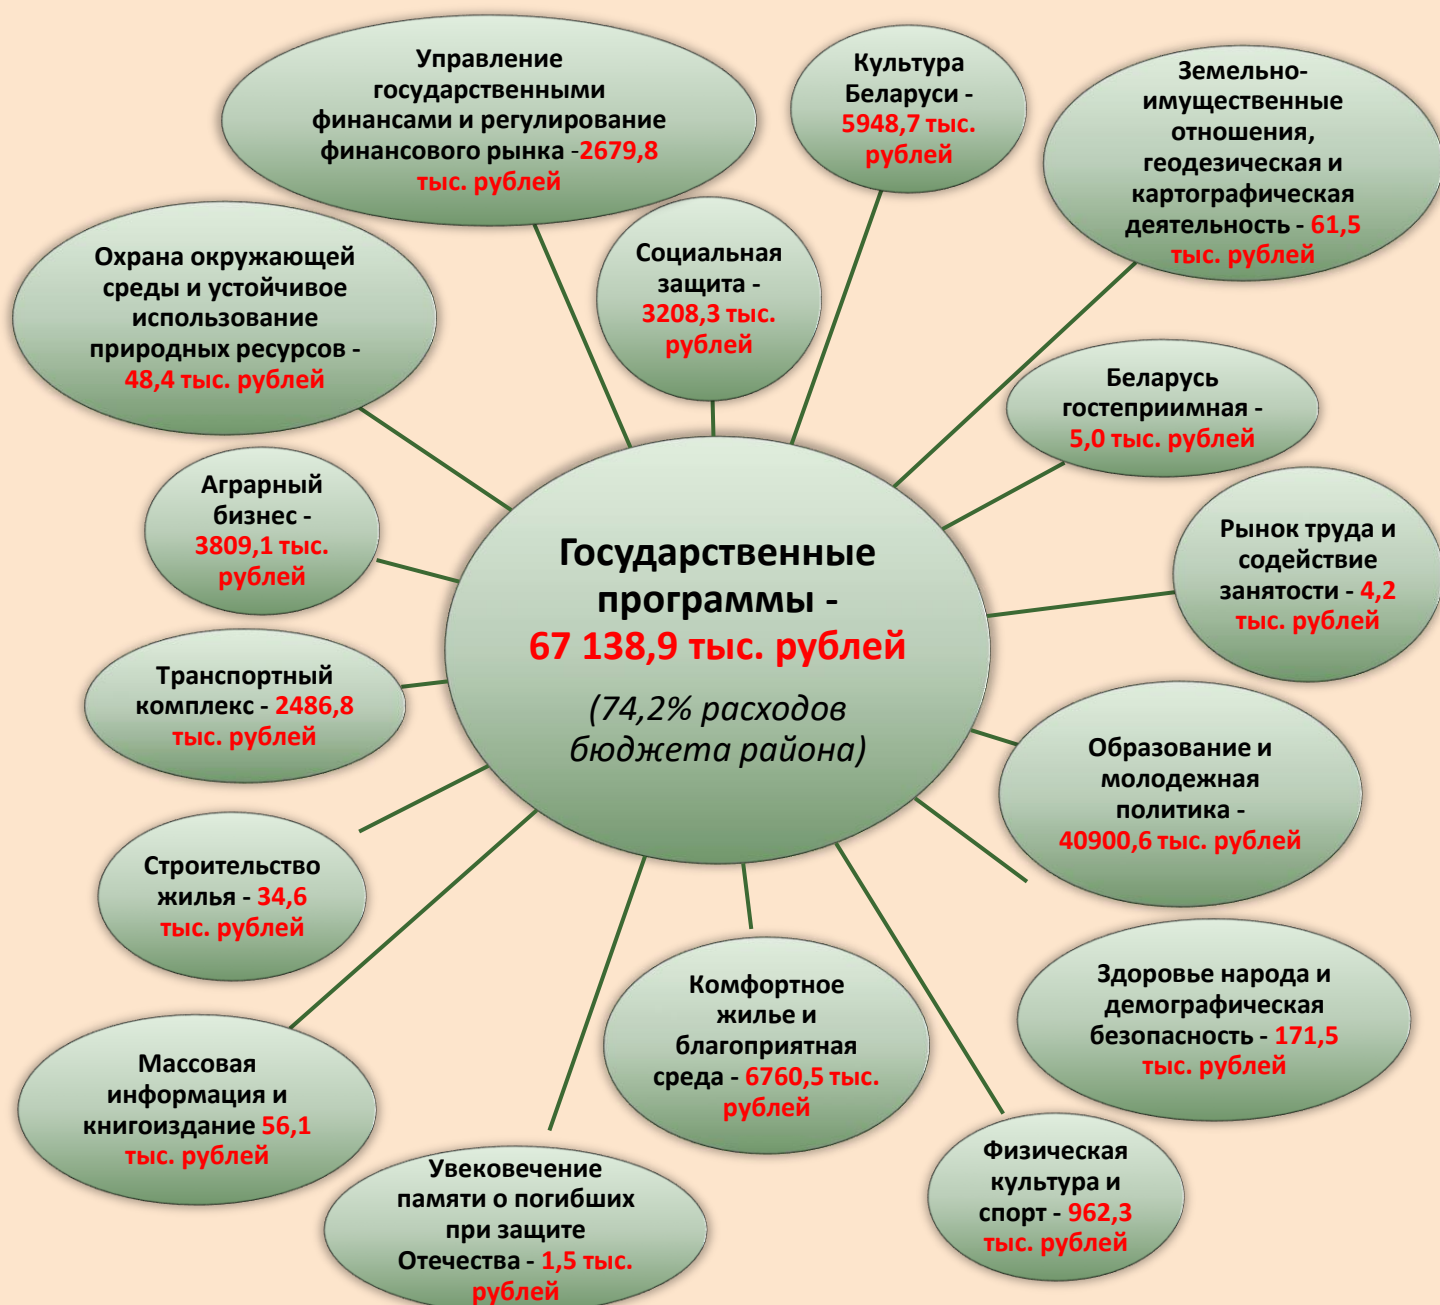 Управление
государственными
финансами и регулирование
финансового рынка -2679,8
тыс. рублей
Культура
Беларуси -
5948,7 тыс.
рублей
Земельно-
имущественные
отношения,
геодезическая и
картографическая
деятельность - 61,5
тыс. рублей
Охрана окружающей
среды и устойчивое
использование
природных ресурсов -
48,4 тыс. рублей
Социальная
защита -
3208,3 тыс.
рублей
Беларусь
гостеприимная -
5,0 тыс. рублей
Аграрный
бизнес -
3809,1 тыс.
рублей
Государственные
программы -
67 138,9 тыс. рублей
(74,2% расходов
бюджета района)
Рынок труда и
содействие
занятости - 4,2
тыс. рублей
Транспортный
комплекс - 2486,8
тыс. рублей
Образование и
молодежная
политика -
40900,6 тыс. рублей
Строительство
жилья - 34,6
тыс. рублей
Здоровье народа и
демографическая
безопасность - 171,5
тыс. рублей
Комфортное
жилье и
благоприятная
среда - 6760,5 тыс.
рублей
Массовая
информация и
книгоиздание 56,1
тыс. рублей
Увековечение
памяти о погибших
при защите
Отечества - 1,5 тыс.
рублей
Физическая
культура и
спорт - 962,3
тыс. рублей